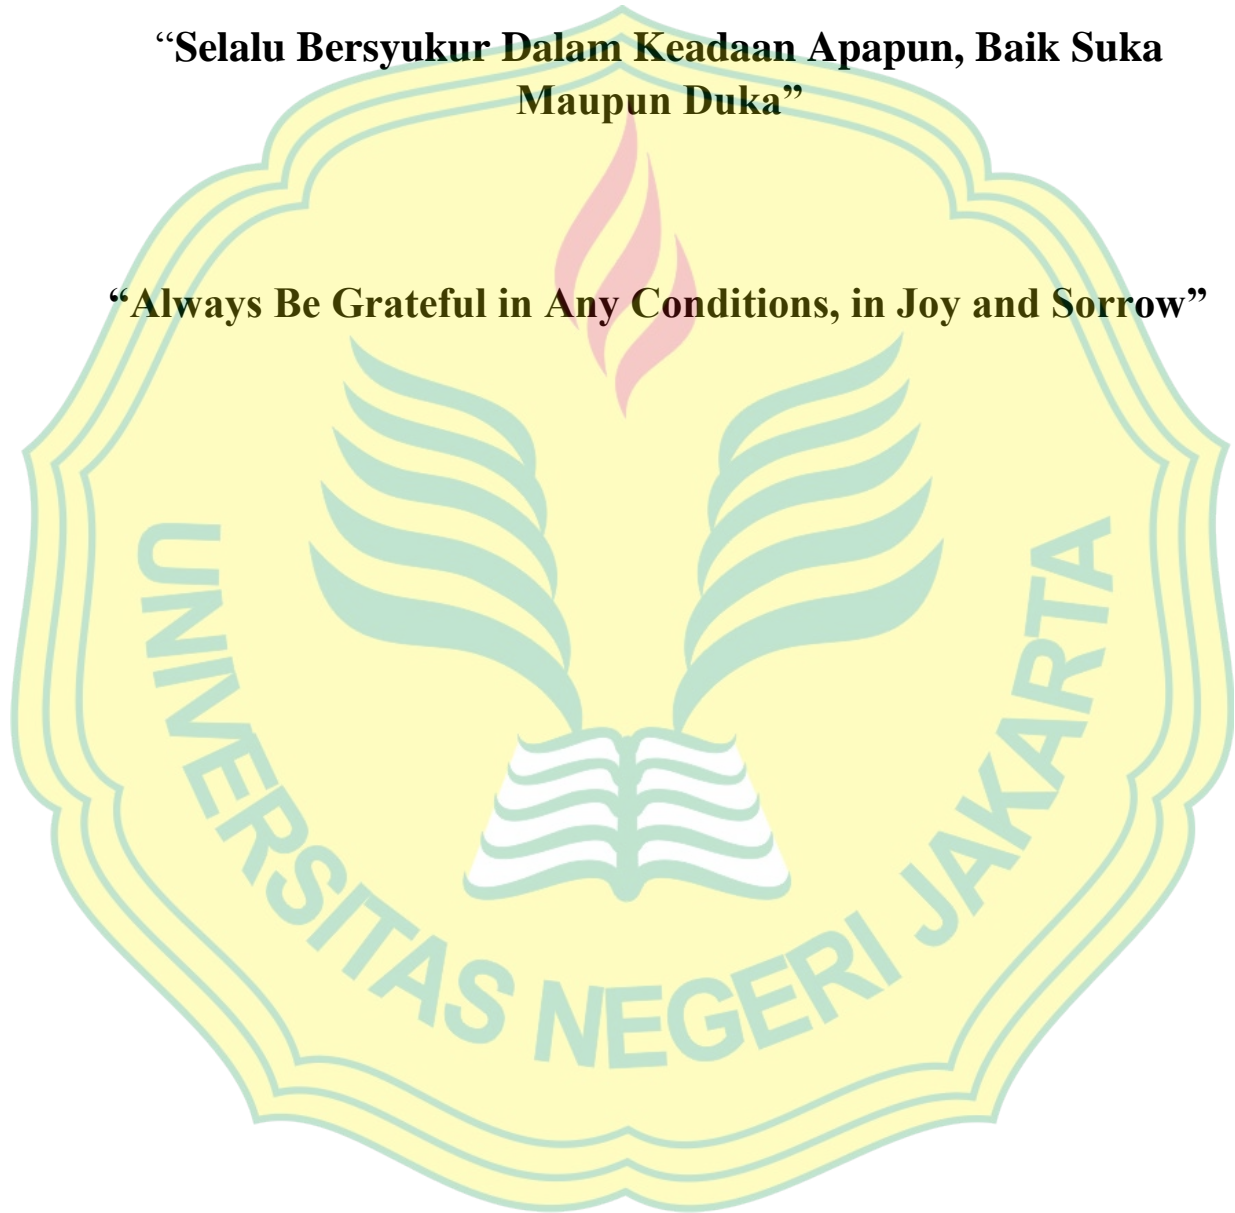 “Selalu Bersyukur Dalam Keadaan Apapun, Baik Suka
Maupun Duka”
“Always Be Grateful in Any Conditions, in Joy and Sorrow”
UNIVERSITAS NEGERI JAKARTA